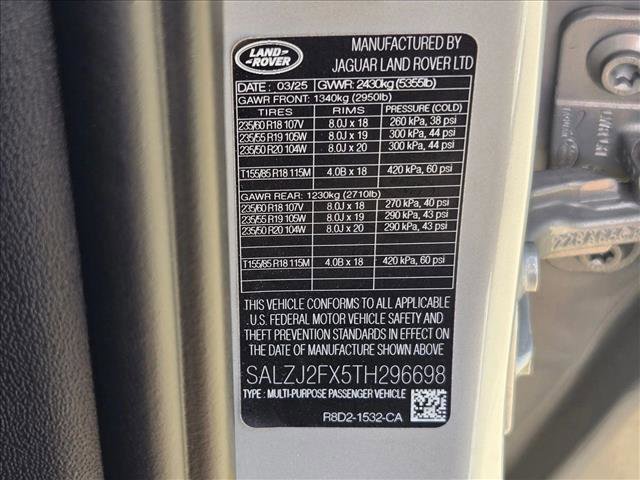 LAND ROVER
MANUFACTURED BY
JAGUAR LAND ROVER LTD
DATE : 03/25 GVWR: 2430kg (5355lb)
GAWR FRONT: 1340kg (2950lb)
TIRES RIMS PRESSURE (COLD)
235/60 R18 107V 8.0J x 18 260 kPa, 38 psi
235/55 R19 105W 8.0J x 19 300 kPa, 44 psi
235/50 R20 104W 8.0J x 20 300 kPa, 44 psi
T155/85 R18 115M 4.0B x 18 420 kPa, 60 psi
GAWR REAR: 1230kg (2710lb)
235/60 R18 107V 8.0J x 18 270 kPa, 40 psi
235/55 R19 105W 8.0J x 19 290 kPa, 43 psi
235/50 R20 104W 8.0J x 20 290 kPa, 43 psi
T155/85 R18 115M 4.0B x 18 420 kPa, 60 psi
THIS VEHICLE CONFORMS TO ALL APPLICABLE
U.S. FEDERAL MOTOR VEHICLE SAFETY AND
THEFT PREVENTION STANDARDS IN EFFECT ON
THE DATE OF MANUFACTURE SHOWN ABOVE
SALZJ2FX5TH296698
TYPE : MULTI-PURPOSE PASSENGER VEHICLE
R8D2-1532-CA